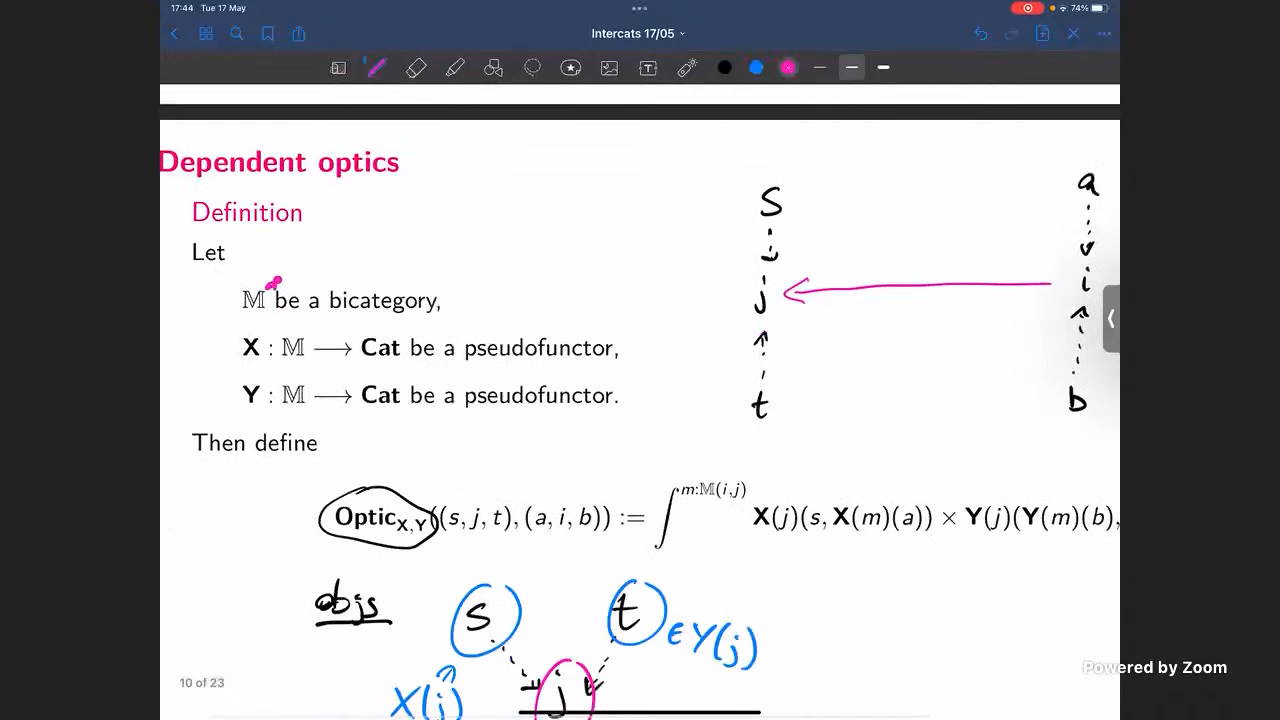 17:44 Tue 17 May
74%
Intercats 17/05
Dependent optics
Definition
Let
𝕄 be a bicategory,
X : 𝕄 ⟶ Cat be a pseudofunctor,
Y : 𝕄 ⟶ Cat be a pseudofunctor.
Then define
Optic_{X,Y}((s, j, t), (a, i, b)) := ∫^{m:𝕄(i,j)} X(j)(s, X(m)(a)) × Y(j)(Y(m)(b),
S
j
t
a
i
b
objs
s
t
∈ Y(j)
X(j)
j
10 of 23
Powered by Zoom